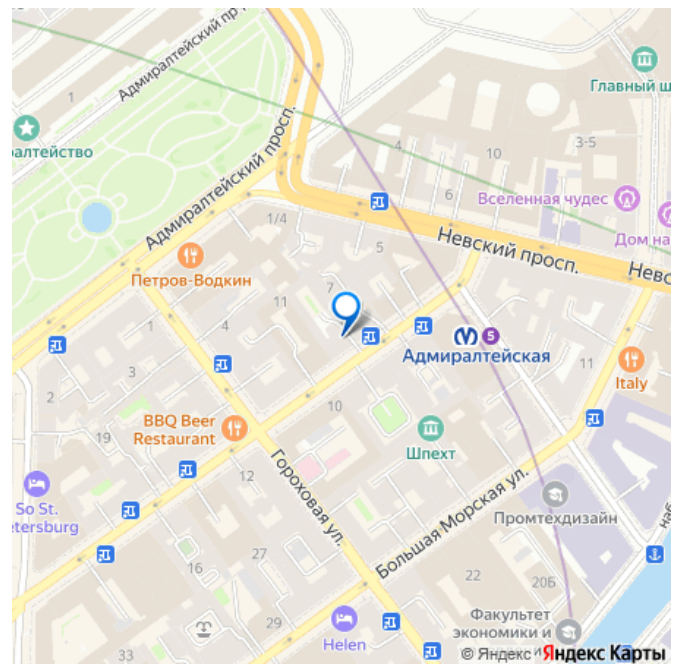 Адмиралтейский пр
1
Главный ш
ралтейство
Адмиралтейский просп.
4
10
3-5
6
Вселенная чудес
Дом на
1/4
5
Невский просп.
Невс
Петров-Водкин
7
11
1
4
5
Адмиралтейская
11
3
Italy
2
10
BBQ Beer
Restaurant
19
Шпехт
12
Гороховая ул.
Большая Морская ул.
So St.
etersburg
Промтехдизайн
наб
27
16
22
20Б
29
Факультет
экономики и
Helen
33
© Яндекс Яндекс Карты